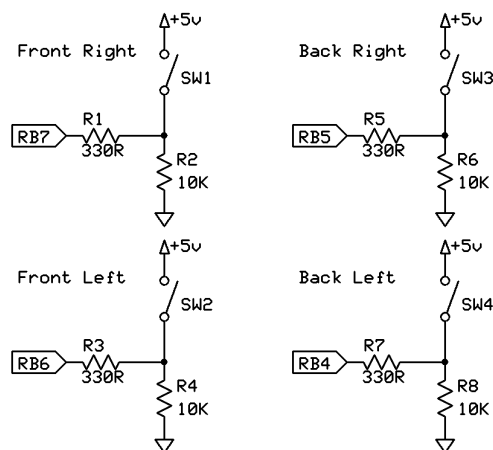 +5v +5v
Front Right Back Right
SW1 SW3
R1 R5
RB7 RB5
330R 330R
R2 R6
10K 10K
+5v +5v
Front Left Back Left
SW2 SW4
R3 R7
RB6 RB4
330R 330R
R4 R8
10K 10K